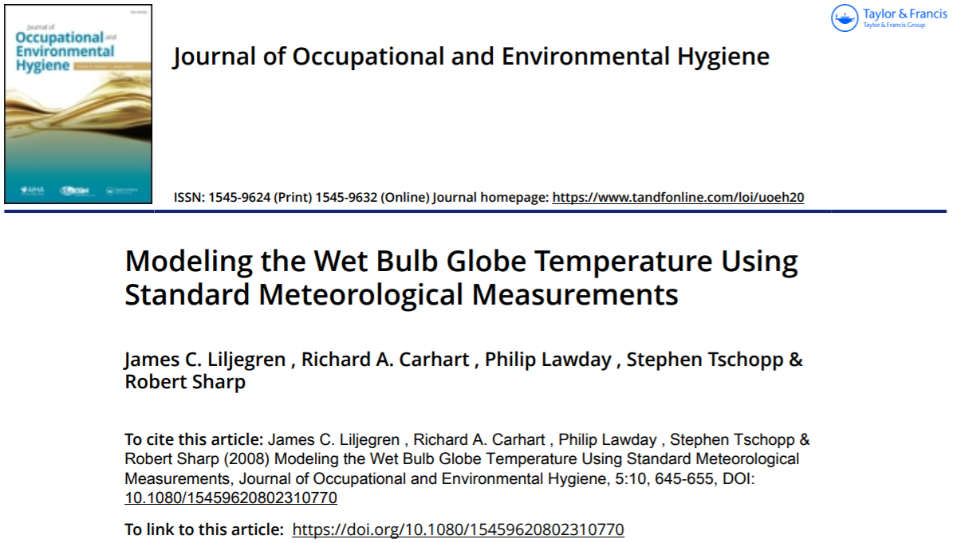 Journal of
Occupational and
Environmental
Hygiene
Taylor & Francis
Taylor & Francis Group
Journal of Occupational and Environmental Hygiene
AIHA
ISSN: 1545-9624 (Print) 1545-9632 (Online) Journal homepage: https://www.tandfonline.com/loi/uoeh20
Modeling the Wet Bulb Globe Temperature Using
Standard Meteorological Measurements
James C. Liljegren , Richard A. Carhart , Philip Lawday , Stephen Tschopp &
Robert Sharp
To cite this article: James C. Liljegren , Richard A. Carhart , Philip Lawday , Stephen Tschopp &
Robert Sharp (2008) Modeling the Wet Bulb Globe Temperature Using Standard Meteorological
Measurements, Journal of Occupational and Environmental Hygiene, 5:10, 645-655, DOI:
10.1080/15459620802310770
To link to this article: https://doi.org/10.1080/15459620802310770